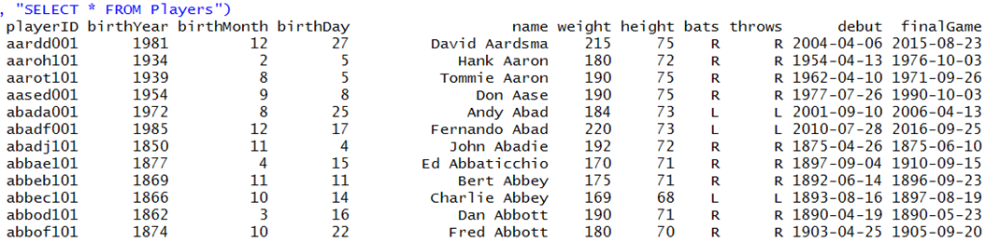 , "SELECT * FROM Players")
playerID birthYear birthMonth birthDay name weight height bats throws debut finalGame
aardd001 1981 12 27 David Aardsma 215 75 R R 2004-04-06 2015-08-23
aaroh101 1934 2 5 Hank Aaron 180 72 R R 1954-04-13 1976-10-03
aarot101 1939 8 5 Tommie Aaron 190 75 R R 1962-04-10 1971-09-26
aased001 1954 9 8 Don Aase 190 75 R R 1977-07-26 1990-10-03
abada001 1972 8 25 Andy Abad 184 73 L L 2001-09-10 2006-04-13
abadf001 1985 12 17 Fernando Abad 220 73 L L 2010-07-28 2016-09-25
abadj101 1850 11 4 John Abadie 192 72 R R 1875-04-26 1875-06-10
abbae101 1877 4 15 Ed Abbaticchio 170 71 R R 1897-09-04 1910-09-15
abbeb101 1869 11 11 Bert Abbey 175 71 R R 1892-06-14 1896-09-23
abbec101 1866 10 14 Charlie Abbey 169 68 L L 1893-08-16 1897-08-19
abbod101 1862 3 16 Dan Abbott 190 71 R R 1890-04-19 1890-05-23
abbof101 1874 10 22 Fred Abbott 180 70 R R 1903-04-25 1905-09-20